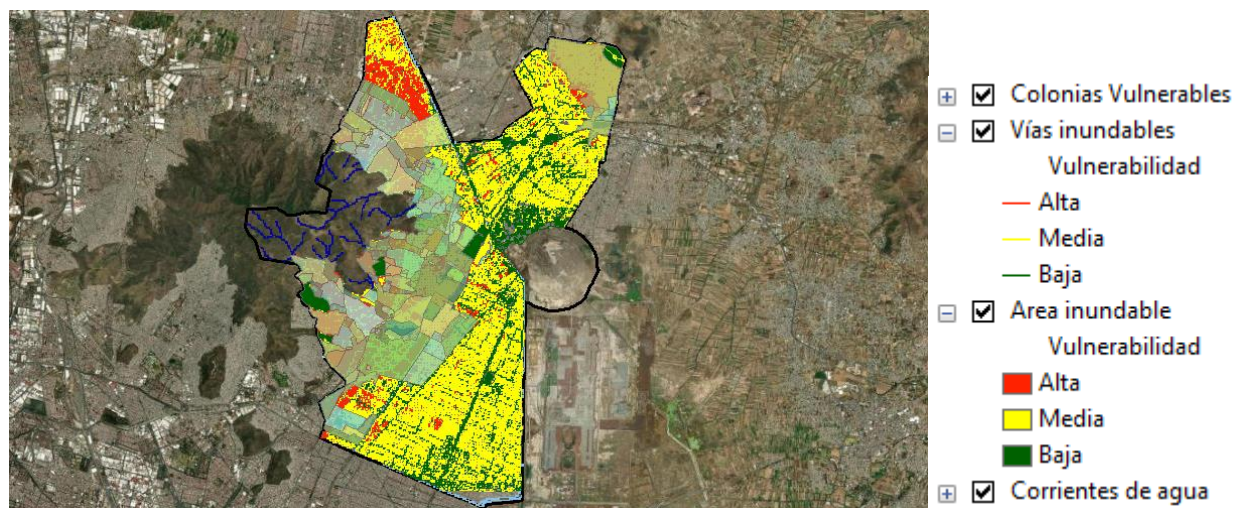 Colonias Vulnerables
Vías inundables
Vulnerabilidad
Alta
Media
Baja
Area inundable
Vulnerabilidad
Alta
Media
Baja
Corrientes de agua